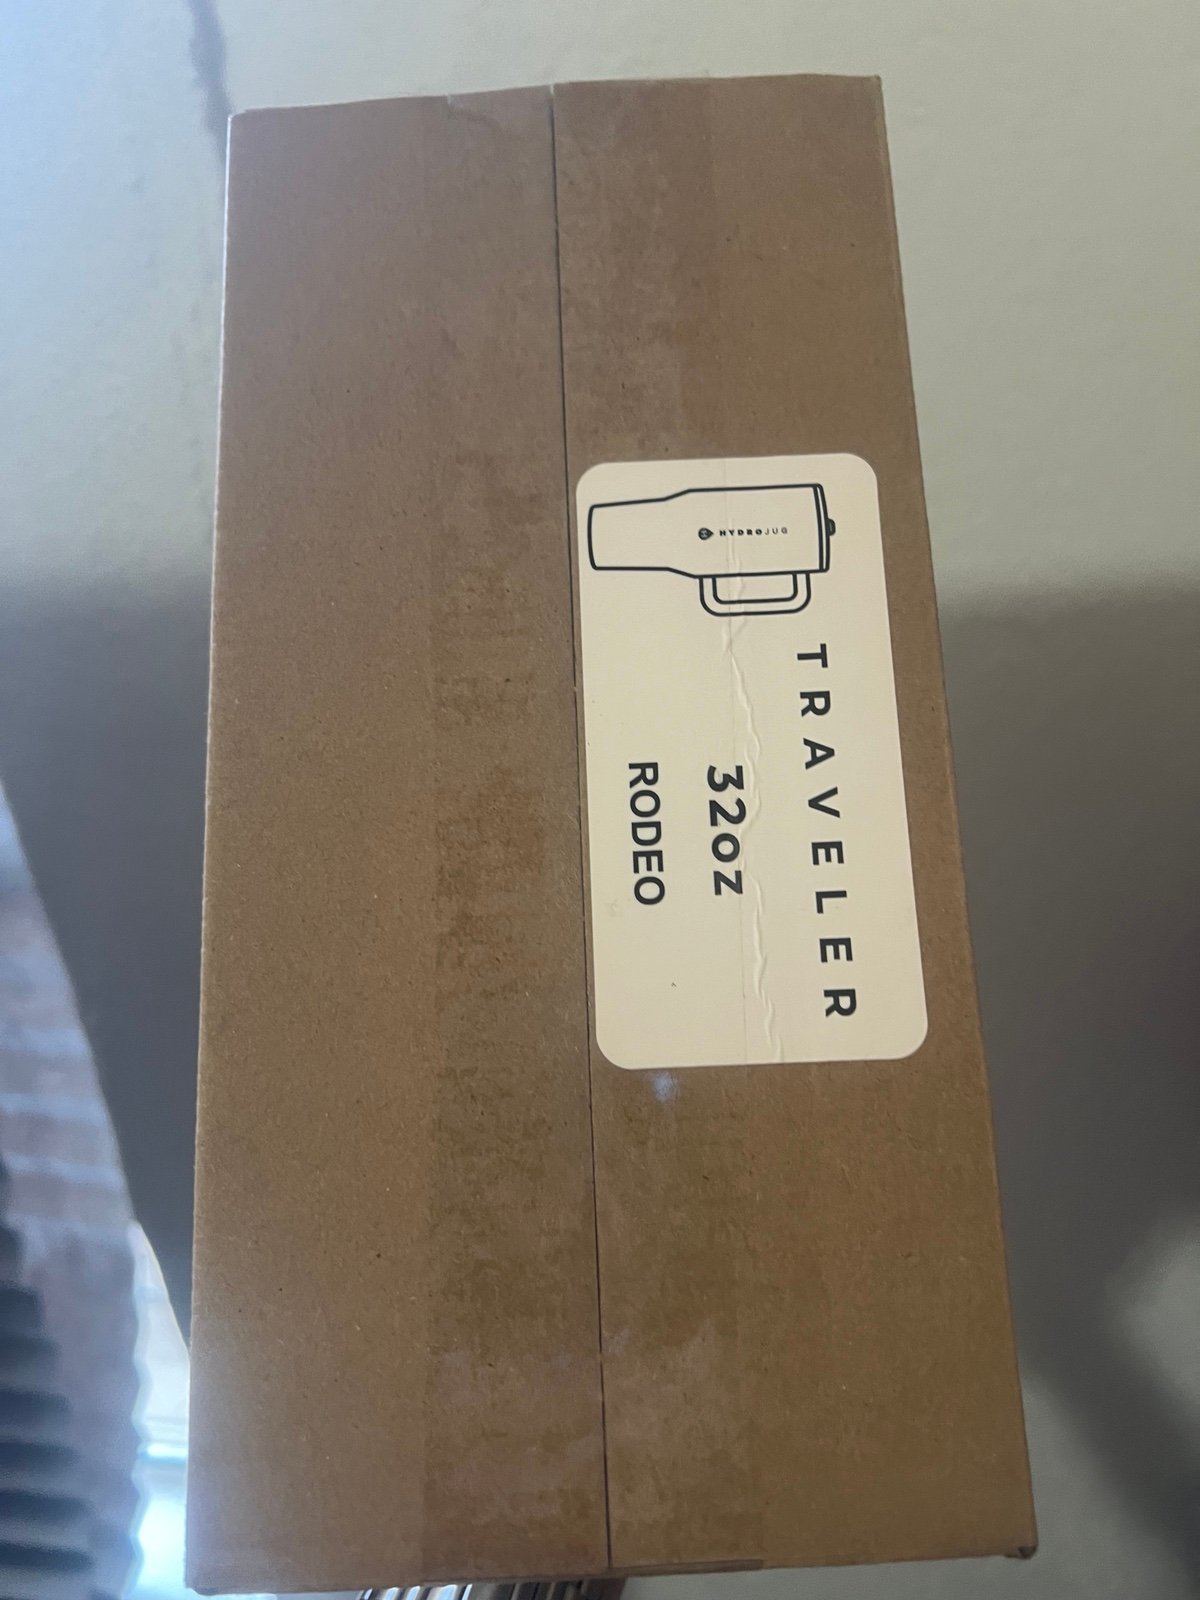 HYDROJUG
TRAVELER
32oz
RODEO